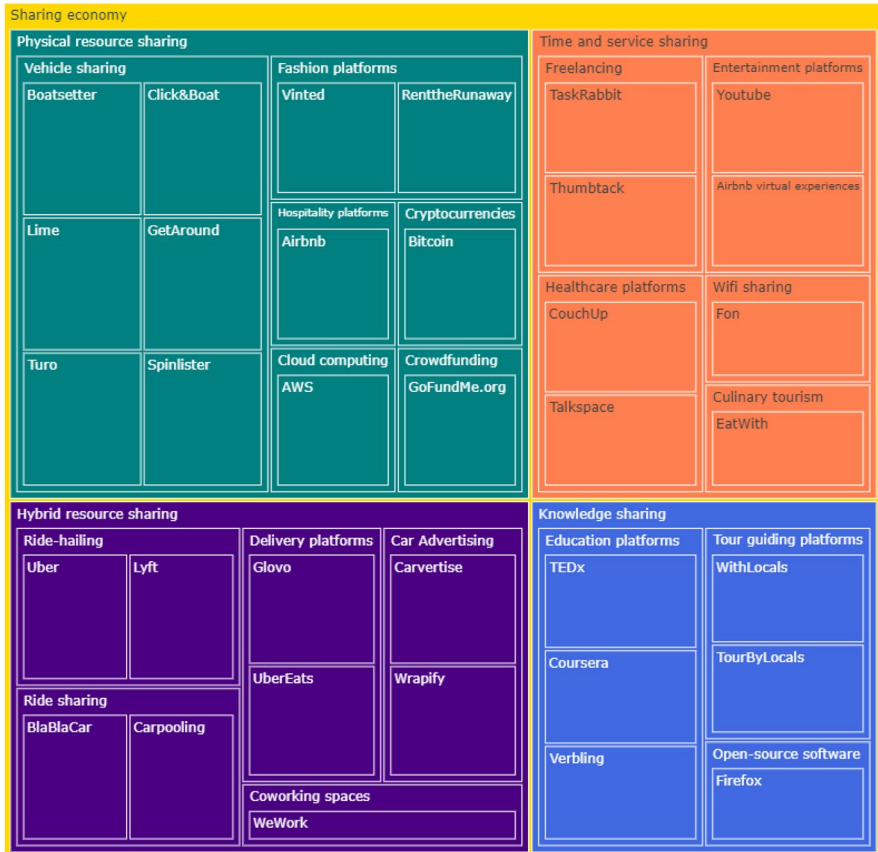 Sharing economy
Physical resource sharing
Vehicle sharing
Boatsetter
Click&Boat
Lime
GetAround
Turo
Spinlister
Fashion platforms
Vinted
RenttheRunaway
Hospitality platforms
Airbnb
Cryptocurrencies
Bitcoin
Cloud computing
AWS
Crowdfunding
GoFundMe.org
Time and service sharing
Freelancing
TaskRabbit
Thumbtack
Entertainment platforms
Youtube
Airbnb virtual experiences
Healthcare platforms
CouchUp
Talkspace
Wifi sharing
Fon
Culinary tourism
EatWith
Hybrid resource sharing
Ride-hailing
Uber
Lyft
Ride sharing
BlaBlaCar
Carpooling
Delivery platforms
Glovo
UberEats
Car Advertising
Carvertise
Wrapify
Coworking spaces
WeWork
Knowledge sharing
Education platforms
TEDx
Coursera
Verbling
Tour guiding platforms
WithLocals
TourByLocals
Open-source software
Firefox